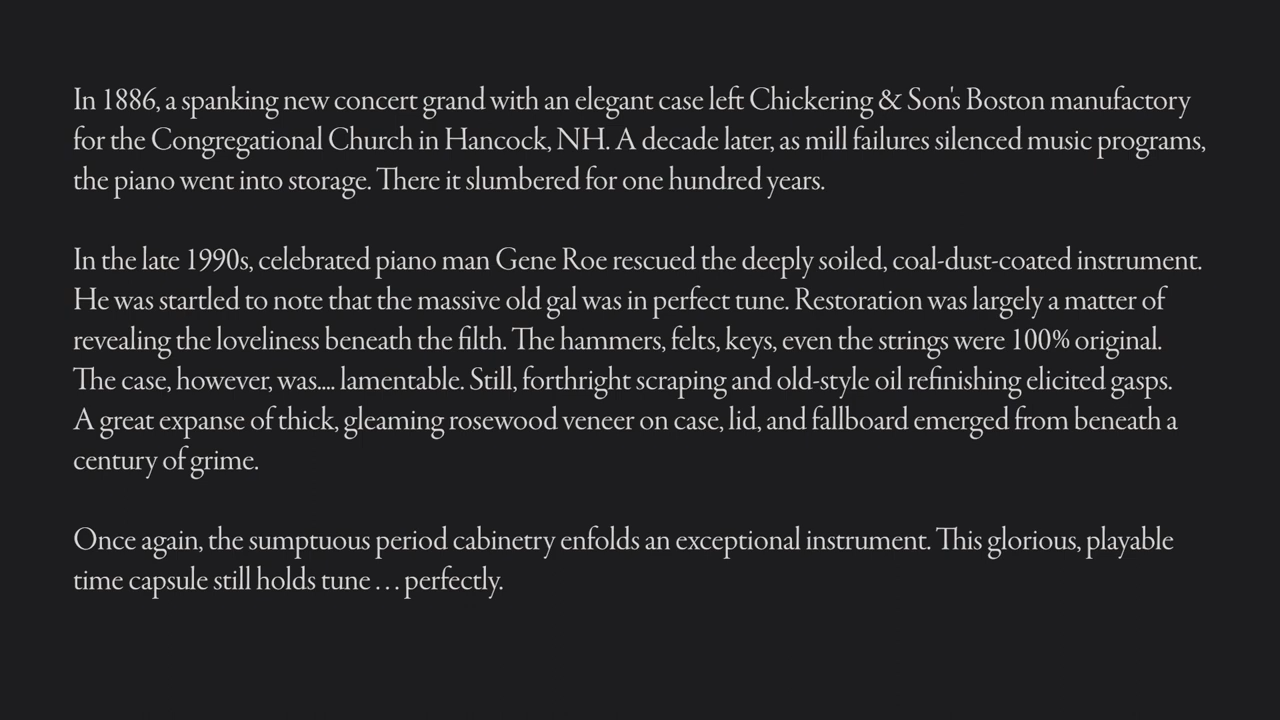 In 1886, a spanking new concert grand with an elegant case left Chickering & Son's Boston manufactory
for the Congregational Church in Hancock, NH. A decade later, as mill failures silenced music programs,
the piano went into storage. There it slumbered for one hundred years.
In the late 1990s, celebrated piano man Gene Roe rescued the deeply soiled, coal-dust-coated instrument.
He was startled to note that the massive old gal was in perfect tune. Restoration was largely a matter of
revealing the loveliness beneath the filth. The hammers, felts, keys, even the strings were 100% original.
The case, however, was.... lamentable. Still, forthright scraping and old-style oil refinishing elicited gasps.
A great expanse of thick, gleaming rosewood veneer on case, lid, and fallboard emerged from beneath a
century of grime.
Once again, the sumptuous period cabinetry enfolds an exceptional instrument. This glorious, playable
time capsule still holds tune . . . perfectly.